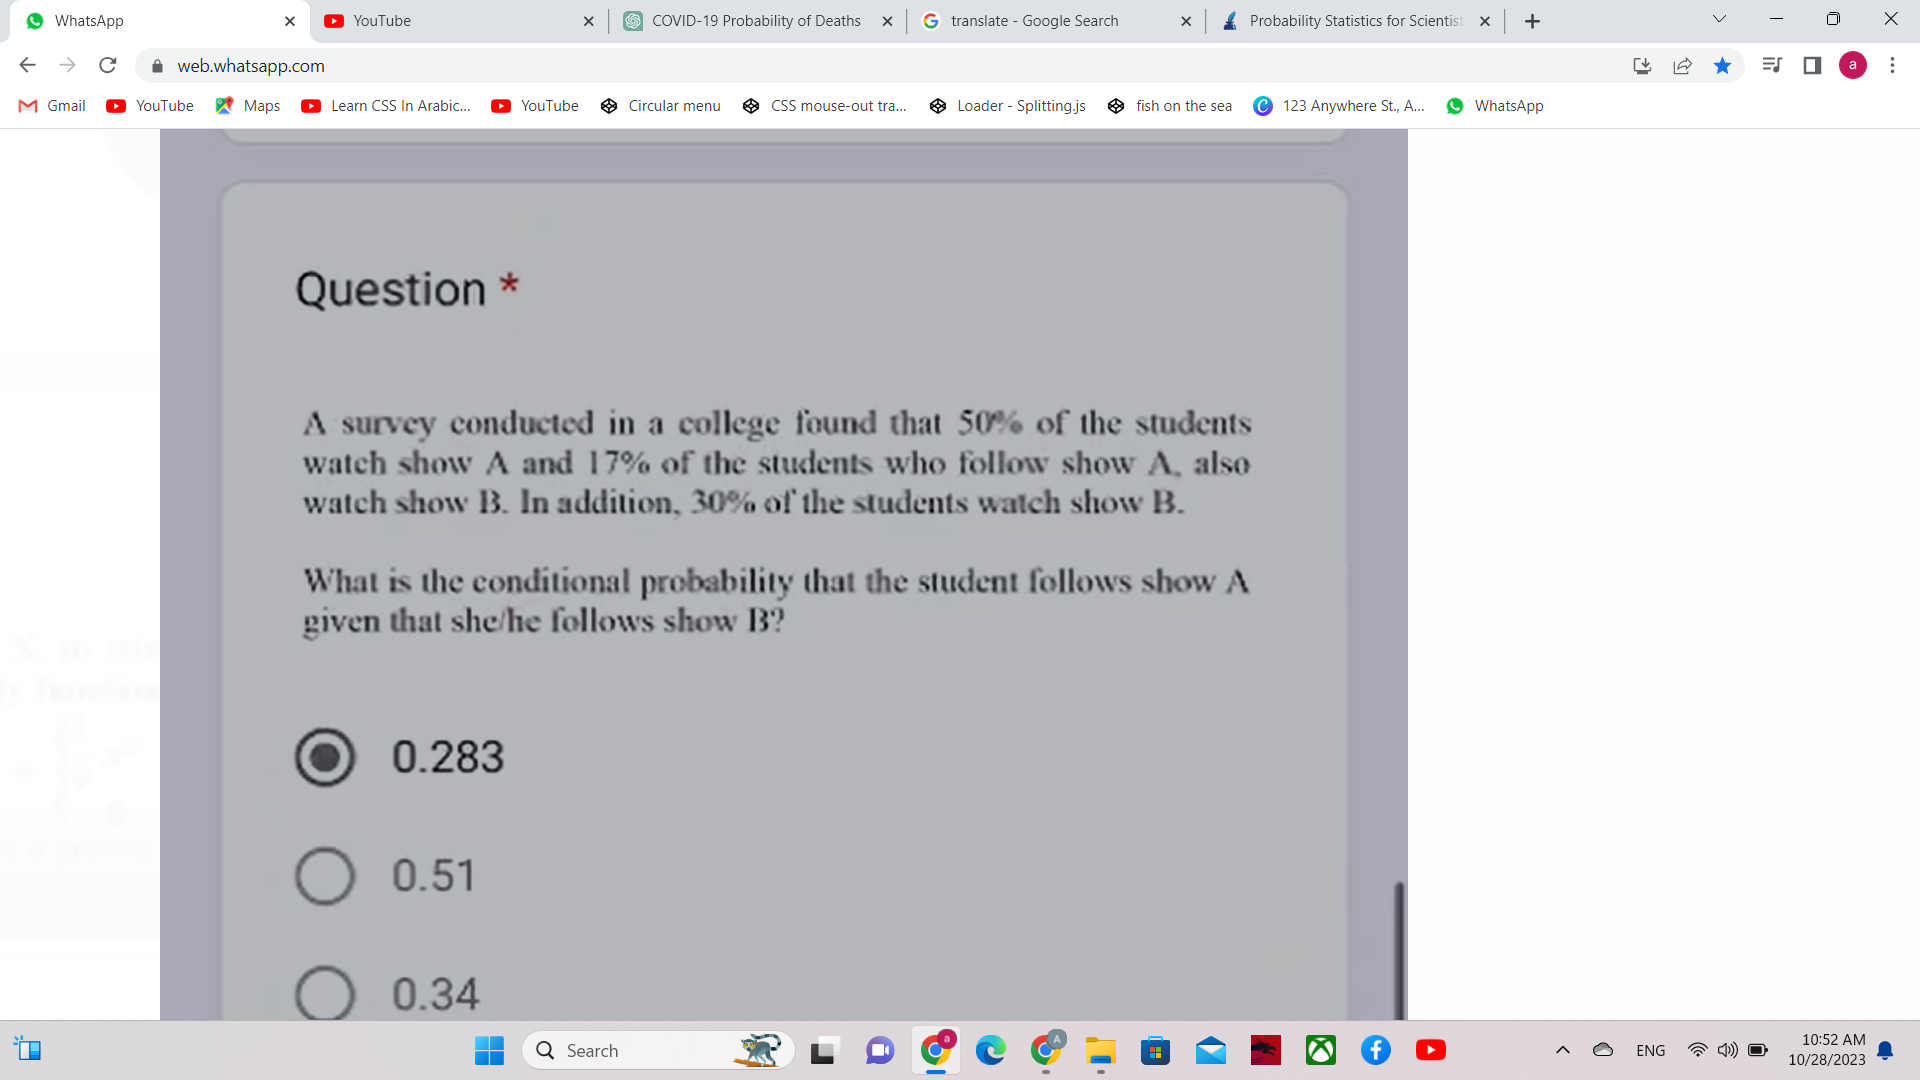 WhatsApp
YouTube
COVID-19 Probability of Deaths
translate - Google Search
Probability Statistics for Scientist
web.whatsapp.com
a
Gmail
YouTube
Maps
Learn CSS In Arabic...
YouTube
Circular menu
CSS mouse-out tra...
Loader - Splitting.js
fish on the sea
123 Anywhere St., A...
WhatsApp
Question *
A survey conducted in a college found that 50% of the students
watch show A and 17% of the students who follow show A, also
watch show B. In addition, 30% of the students watch show B.
What is the conditional probability that the student follows show A
given that she/he follows show B?
0.283
0.51
0.34
Search
a
A
ENG
10:52 AM
10/28/2023